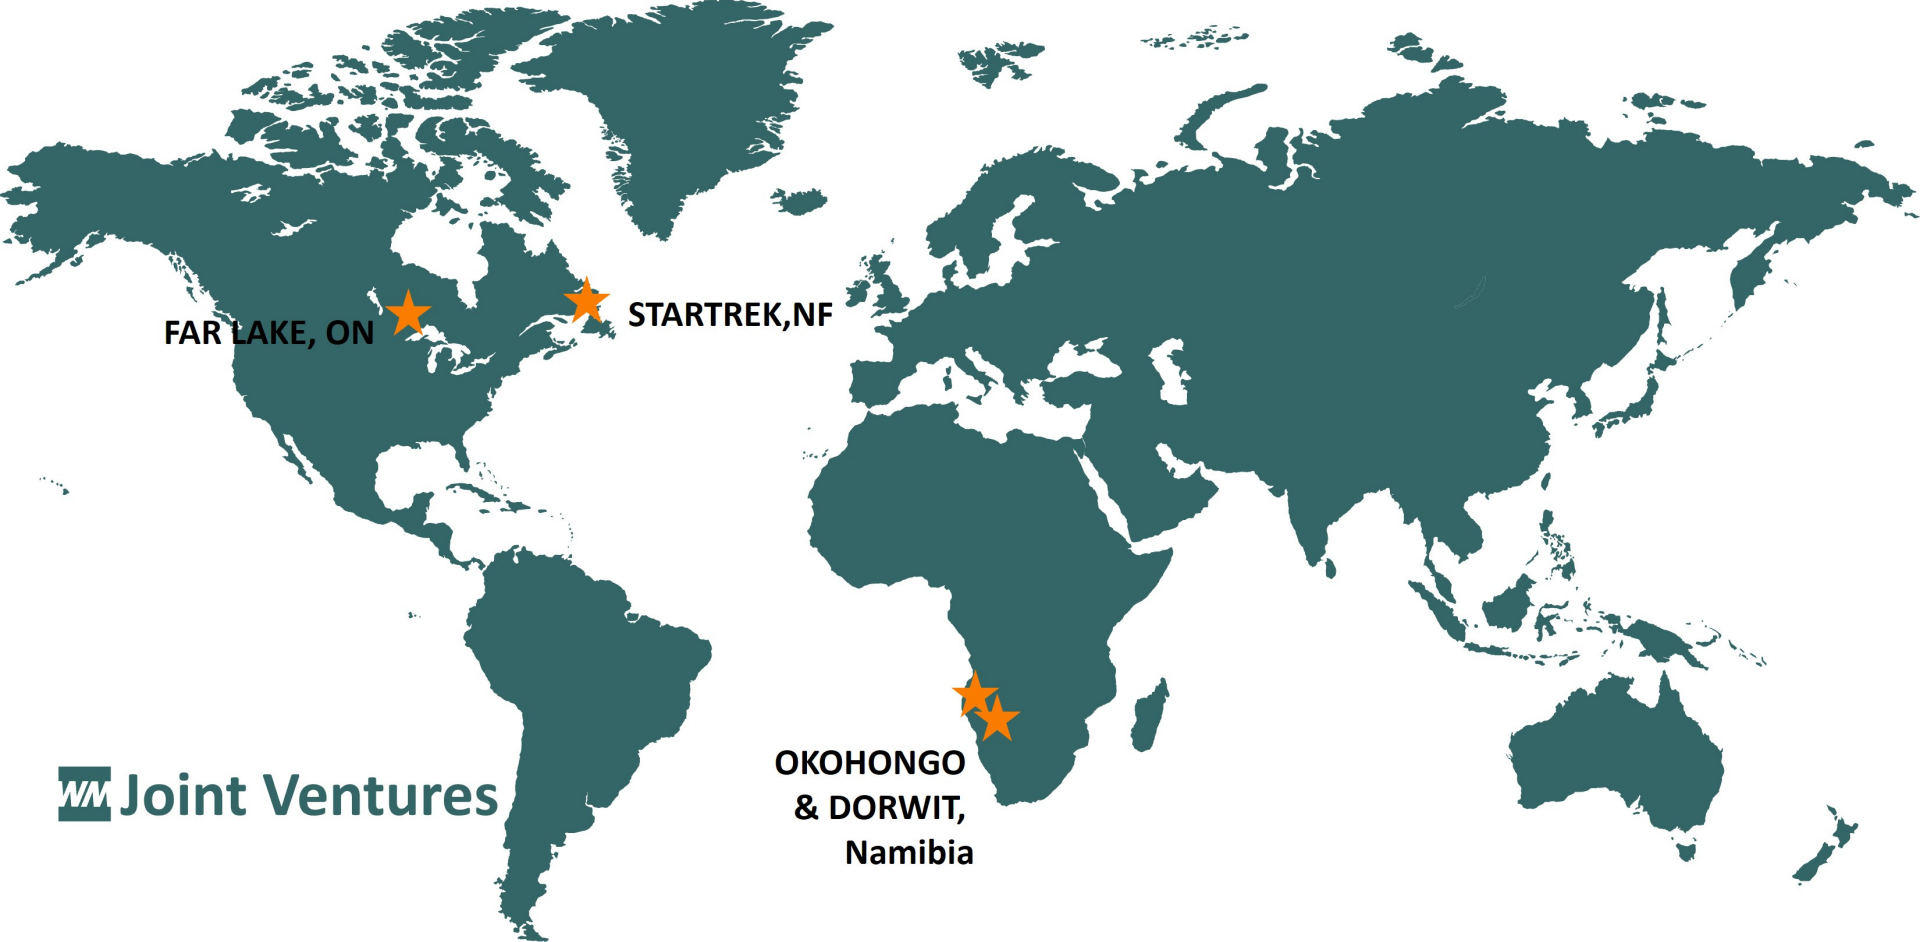 FAR LAKE, ON
STARTREK,NF
OKOHONGO
& DORWIT,
Namibia
WM Joint Ventures